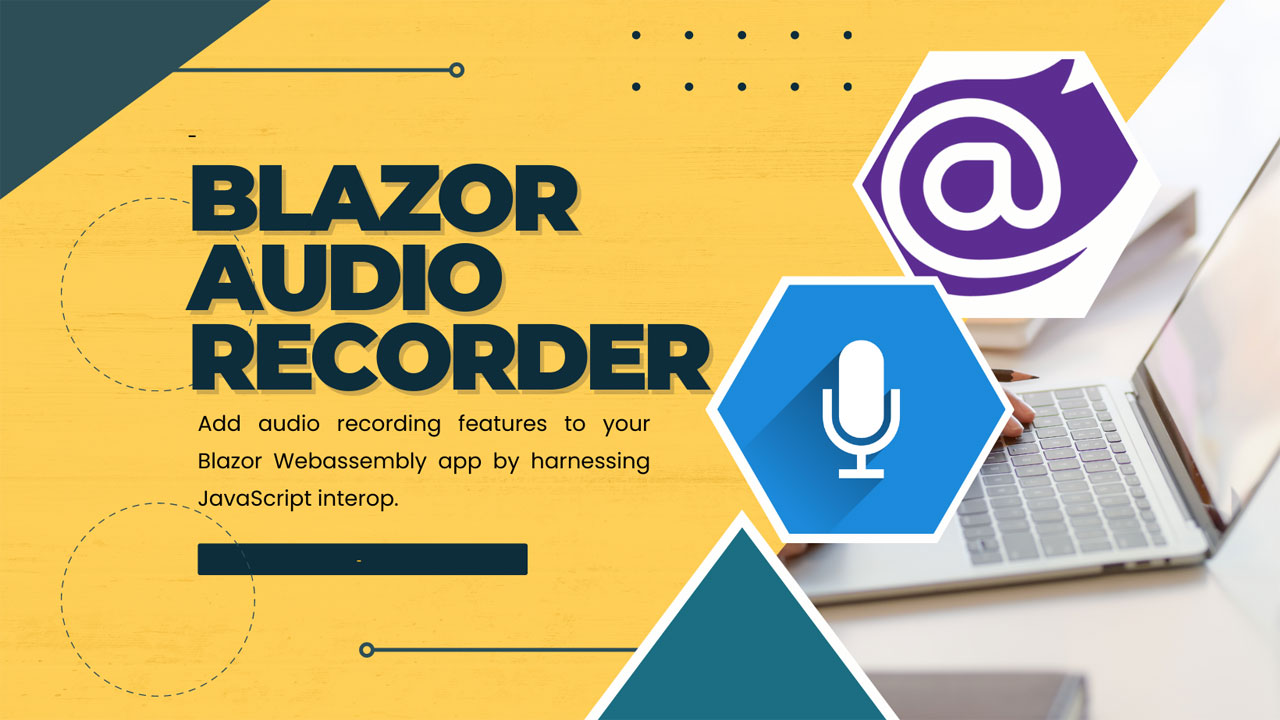 -
BLAZOR
AUDIO
RECORDER
Add audio recording features to your
Blazor Webassembly app by harnessing
JavaScript interop.
-
@